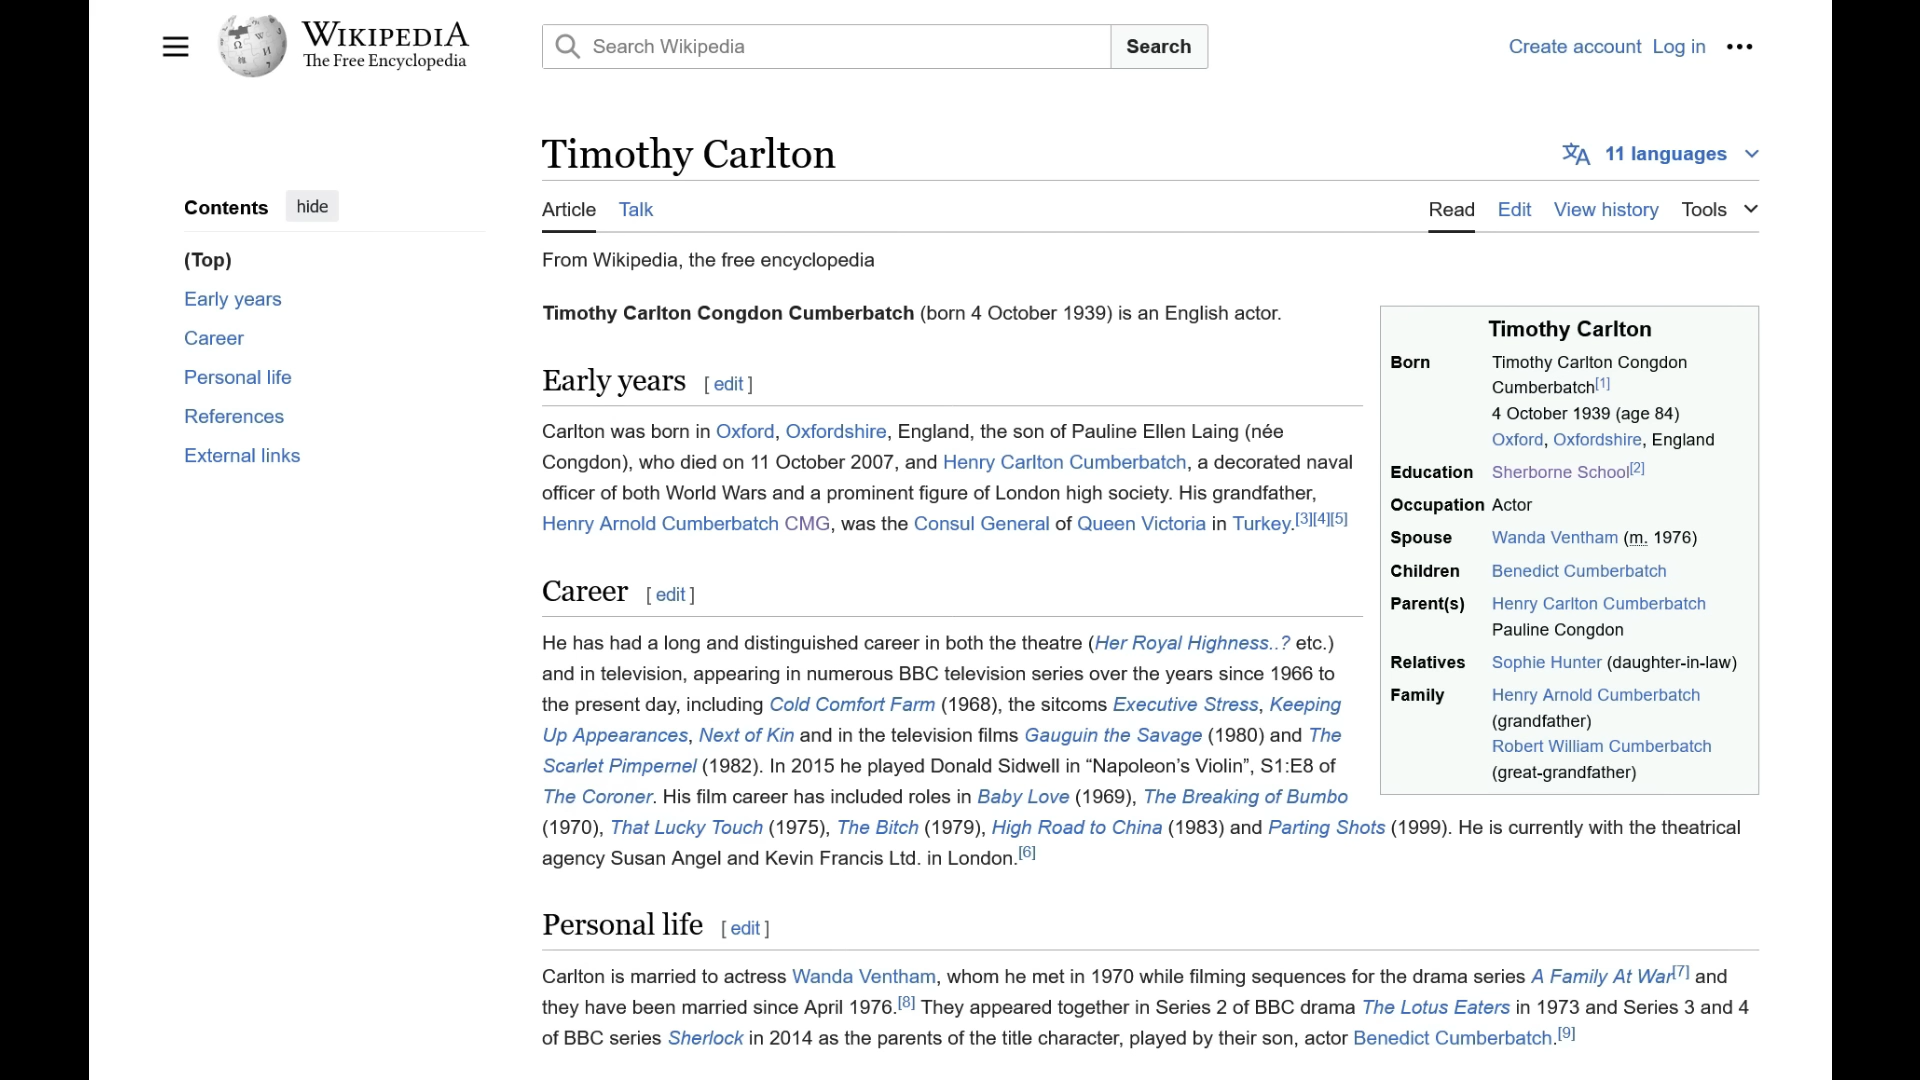 WIKIPEDIA
The Free Encyclopedia
Search Wikipedia
Search
Create account Log in
Timothy Carlton
11 languages
Contents hide
(Top)
Early years
Career
Personal life
References
External links
Article Talk
Read Edit View history Tools
From Wikipedia, the free encyclopedia
Timothy Carlton Congdon Cumberbatch (born 4 October 1939) is an English actor.
Early years [ edit ]
Carlton was born in Oxford, Oxfordshire, England, the son of Pauline Ellen Laing (née
Congdon), who died on 11 October 2007, and Henry Carlton Cumberbatch, a decorated naval
officer of both World Wars and a prominent figure of London high society. His grandfather,
Henry Arnold Cumberbatch CMG, was the Consul General of Queen Victoria in Turkey.[3][4][5]
Career [ edit ]
He has had a long and distinguished career in both the theatre (Her Royal Highness..? etc.)
and in television, appearing in numerous BBC television series over the years since 1966 to
the present day, including Cold Comfort Farm (1968), the sitcoms Executive Stress, Keeping
Up Appearances, Next of Kin and in the television films Gauguin the Savage (1980) and The
Scarlet Pimpernel (1982). In 2015 he played Donald Sidwell in “Napoleon’s Violin”, S1:E8 of
The Coroner. His film career has included roles in Baby Love (1969), The Breaking of Bumbo
(1970), That Lucky Touch (1975), The Bitch (1979), High Road to China (1983) and Parting Shots (1999). He is currently with the theatrical
agency Susan Angel and Kevin Francis Ltd. in London.[6]
Timothy Carlton
Born Timothy Carlton Congdon
Cumberbatch[1]
4 October 1939 (age 84)
Oxford, Oxfordshire, England
Education Sherborne School[2]
Occupation Actor
Spouse Wanda Ventham (m. 1976)
Children Benedict Cumberbatch
Parent(s) Henry Carlton Cumberbatch
Pauline Congdon
Relatives Sophie Hunter (daughter-in-law)
Family Henry Arnold Cumberbatch
(grandfather)
Robert William Cumberbatch
(great-grandfather)
Personal life [ edit ]
Carlton is married to actress Wanda Ventham, whom he met in 1970 while filming sequences for the drama series A Family At War[7] and
they have been married since April 1976.[8] They appeared together in Series 2 of BBC drama The Lotus Eaters in 1973 and Series 3 and 4
of BBC series Sherlock in 2014 as the parents of the title character, played by their son, actor Benedict Cumberbatch.[9]